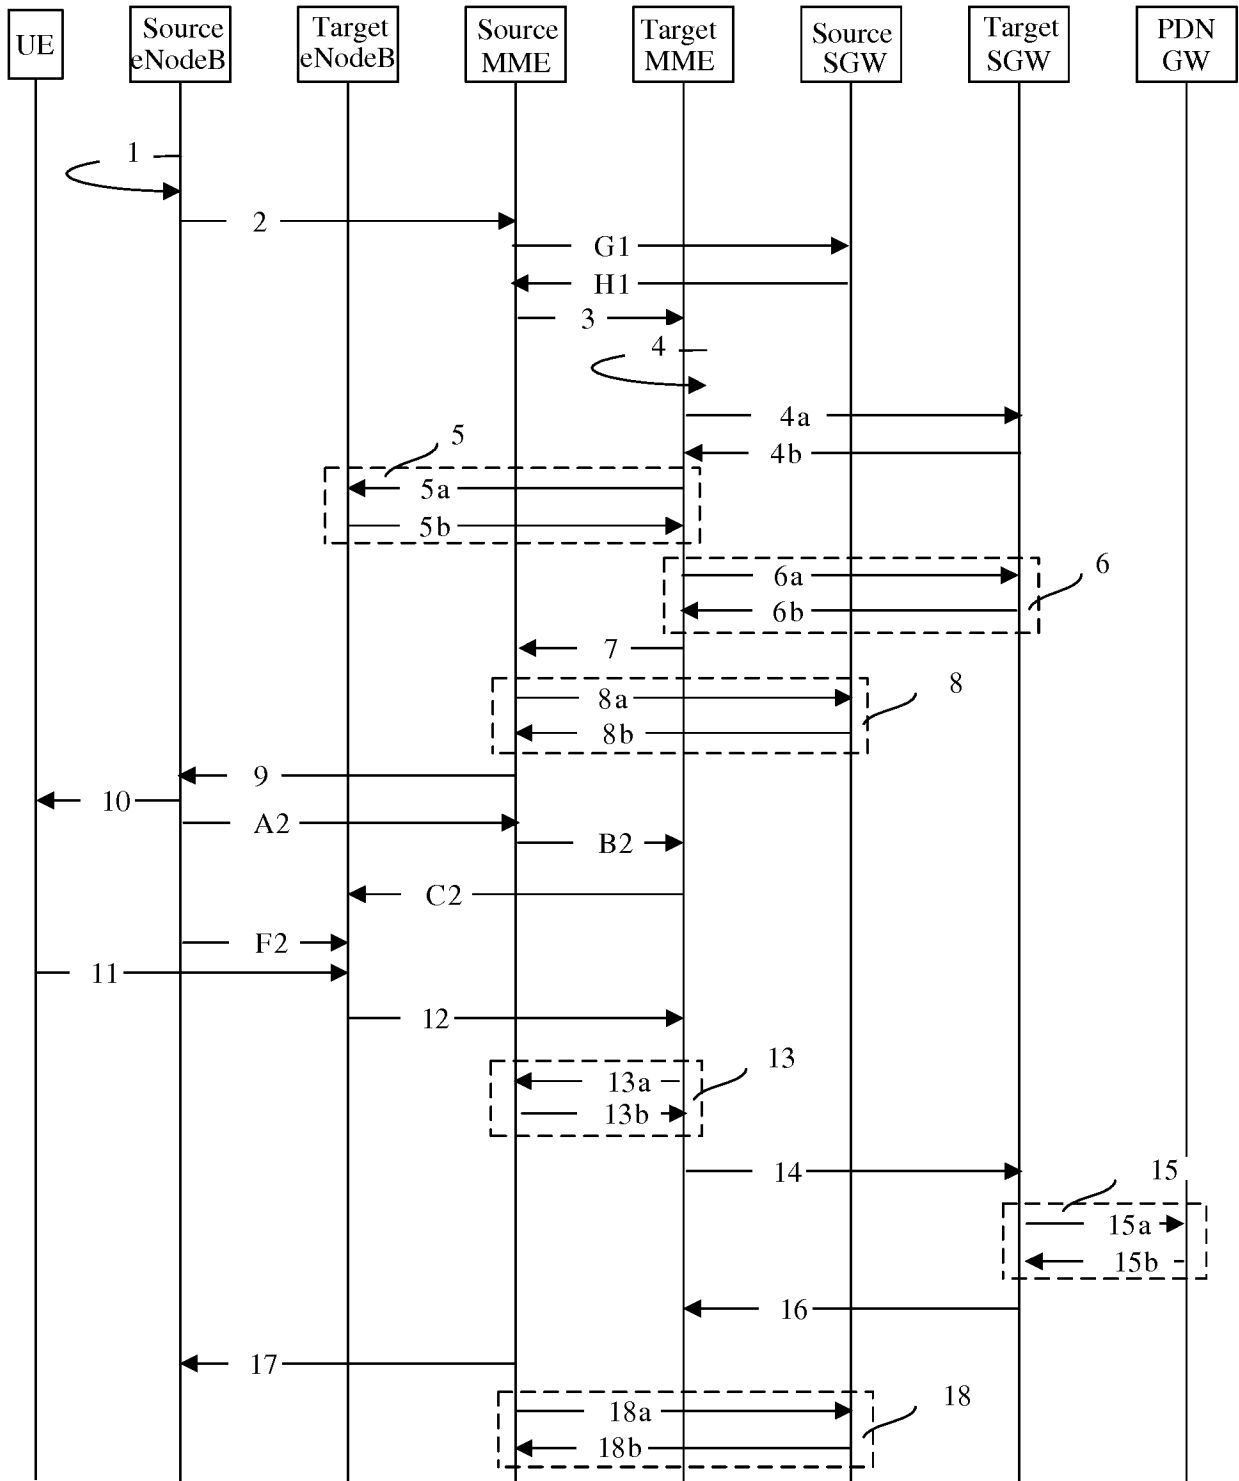 UE
Source
eNodeB
Target
eNodeB
Source
MME
Target
MME
Source
SGW
Target
SGW
PDN
GW
1
2
G1
H1
3
4
4a
5
4b
5a
5b
6
6a
6b
7
8
8a
8b
9
10
A2
B2
C2
F2
11
12
13
13a
13b
14
15
15a
15b
16
17
18
18a
18b